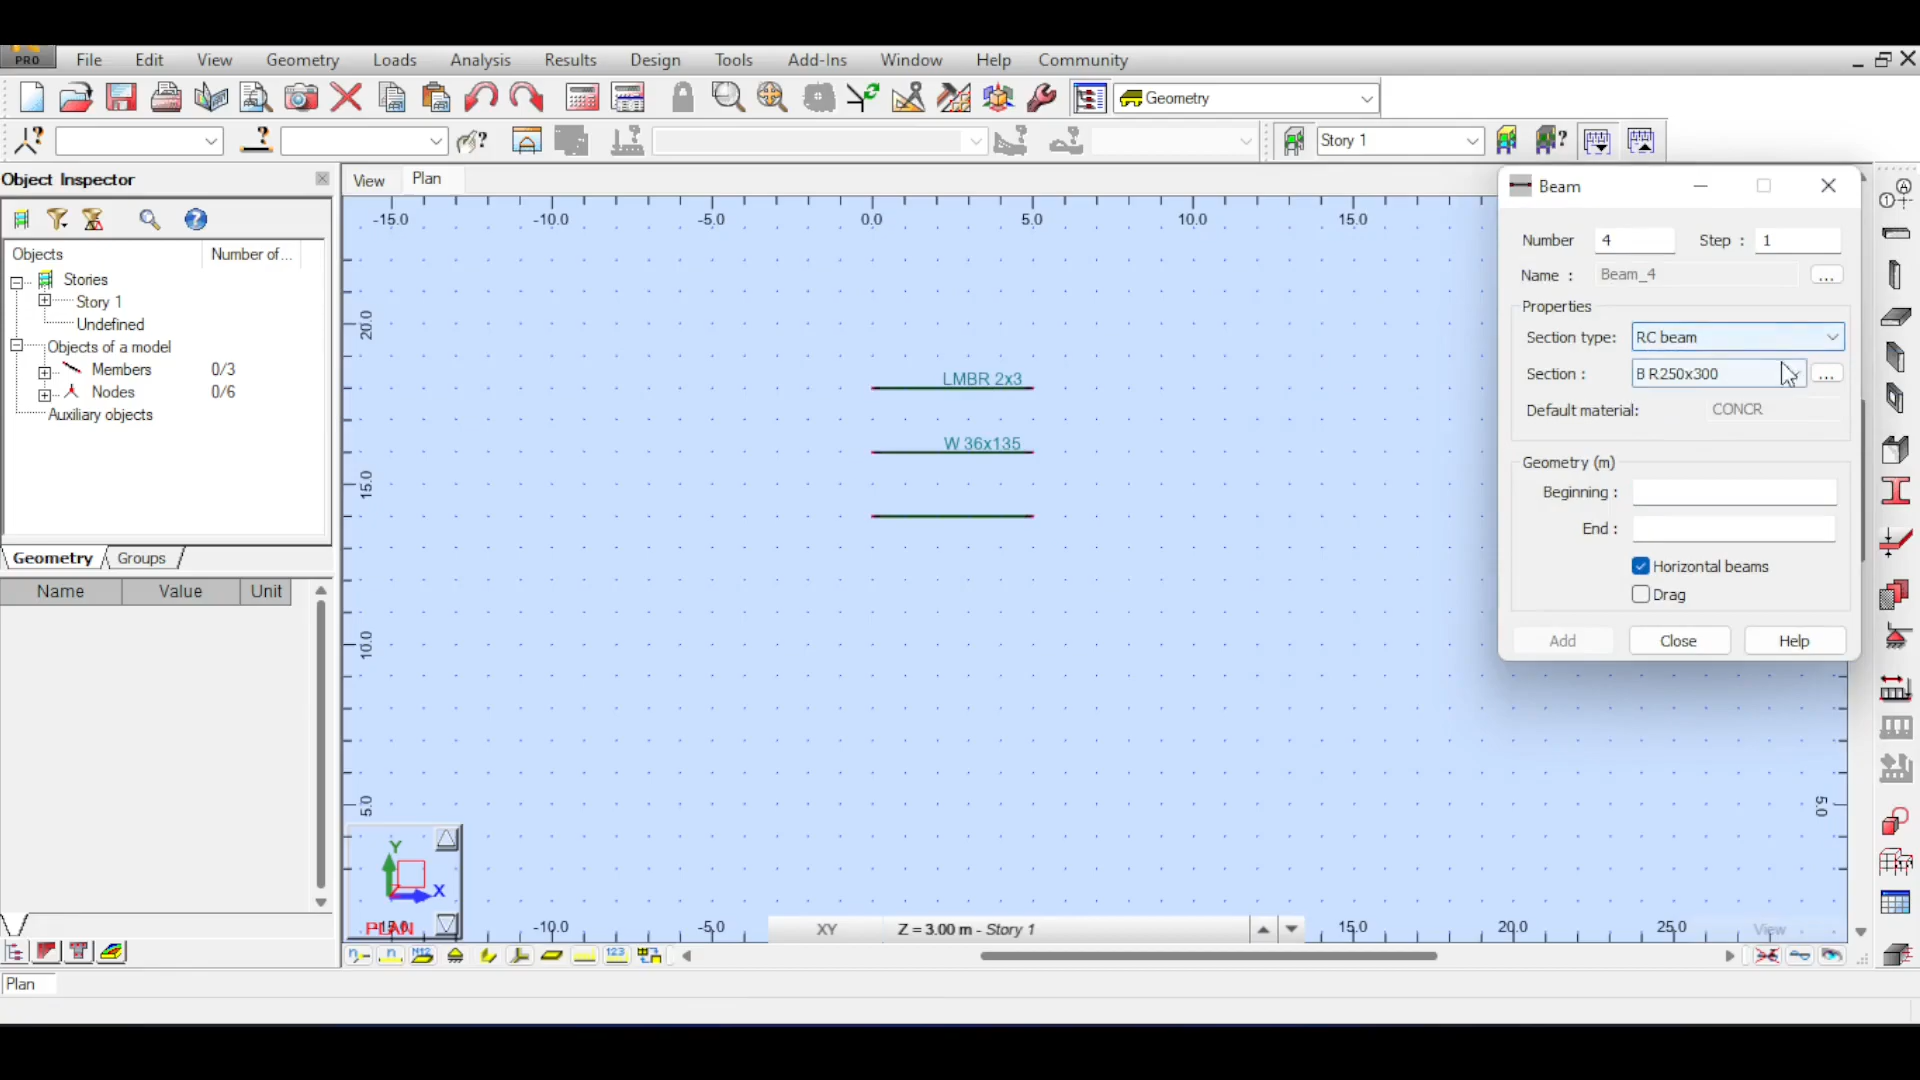 PRO File Edit View Geometry Loads Analysis Results Design Tools Add-Ins Window Help Community
Geometry
Story 1
Object Inspector
View Plan
Objects Number of...
Stories
Story 1
Undefined
Objects of a model
Members 0/3
Nodes 0/6
Auxiliary objects
Geometry Groups
Name Value Unit
-15.0 -10.0 -5.0 0.0 5.0 10.0 15.0
20.0
15.0
10.0
5.0
LMBR 2x3
W 36x135
Beam
Number 4 Step : 1
Name : Beam_4 ...
Properties
Section type: RC beam
Section : B R250x300 ...
Default material: CONCR
Geometry (m)
Beginning :
End :
Horizontal beams
Drag
Add Close Help
5.0
Y
X
PLAN
-15.0 -10.0 -5.0 15.0 20.0 25.0
XY Z = 3.00 m - Story 1
View
Plan